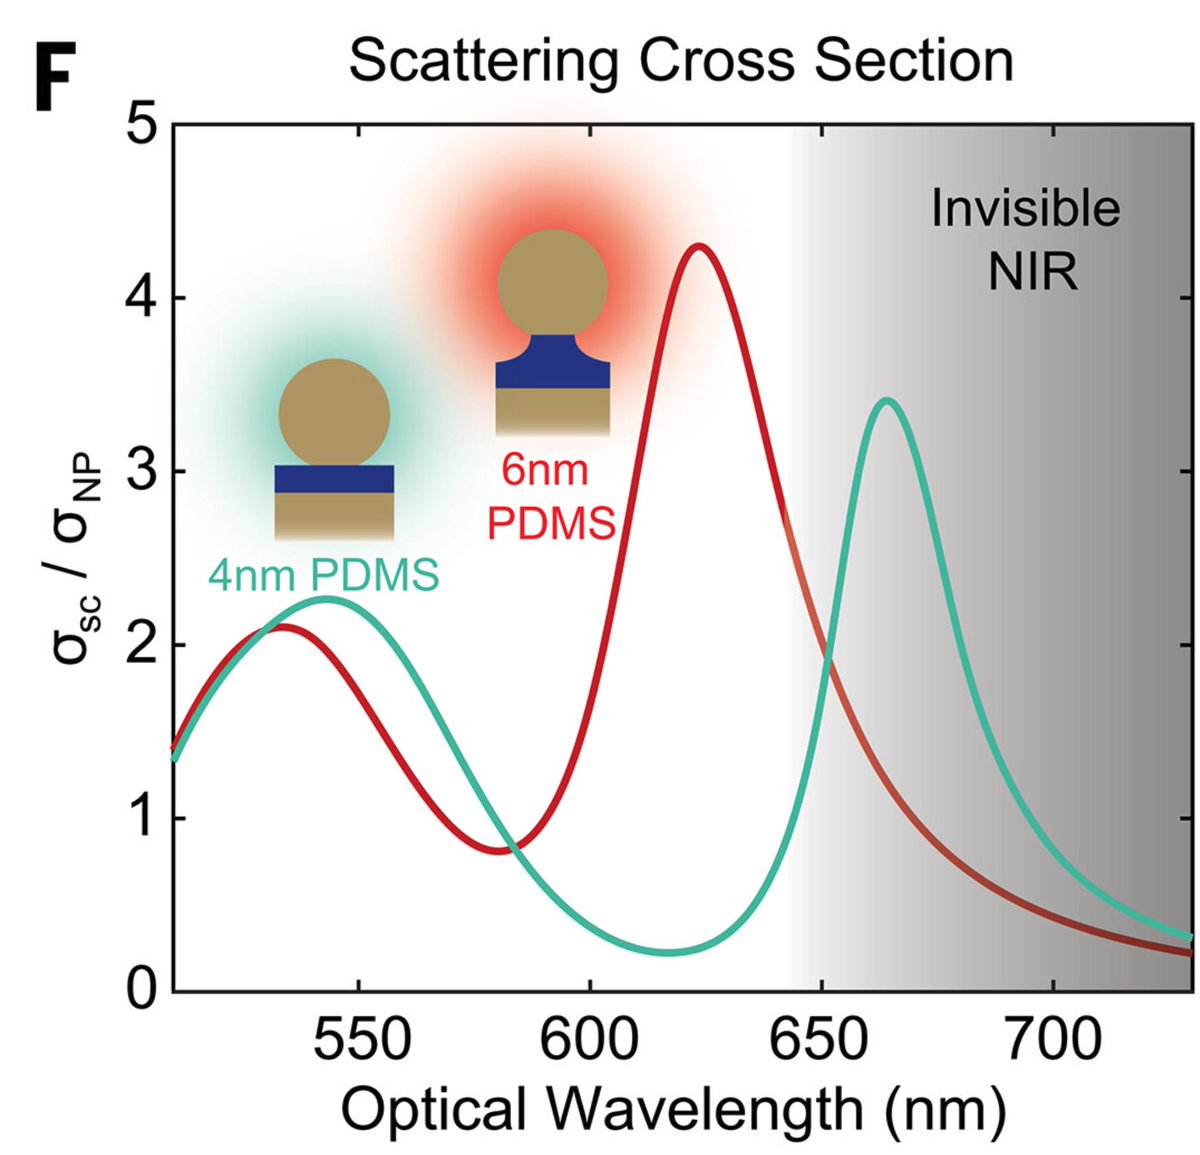 F
Scattering Cross Section
5
4
3
2
1
0
σsc / σNP
Invisible
NIR
6nm
PDMS
4nm PDMS
550 600 650 700
Optical Wavelength (nm)